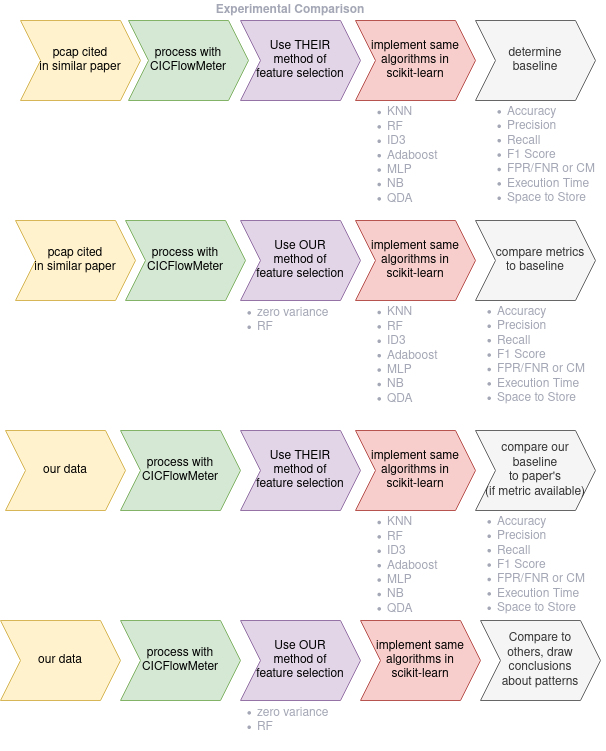 Experimental Comparison
pcap cited
in similar paper
process with
CICFlowMeter
Use THEIR
method of
feature selection
implement same
algorithms in
scikit-learn
determine
baseline
KNN
RF
ID3
Adaboost
MLP
NB
QDA
Accuracy
Precision
Recall
F1 Score
FPR/FNR or CM
Execution Time
Space to Store
pcap cited
in similar paper
process with
CICFlowMeter
Use OUR
method of
feature selection
implement same
algorithms in
scikit-learn
compare metrics
to baseline
zero variance
RF
KNN
RF
ID3
Adaboost
MLP
NB
QDA
Accuracy
Precision
Recall
F1 Score
FPR/FNR or CM
Execution Time
Space to Store
our data
process with
CICFlowMeter
Use THEIR
method of
feature selection
implement same
algorithms in
scikit-learn
compare our
baseline
to paper's
(if metric available)
KNN
RF
ID3
Adaboost
MLP
NB
QDA
Accuracy
Precision
Recall
F1 Score
FPR/FNR or CM
Execution Time
Space to Store
our data
process with
CICFlowMeter
Use OUR
method of
feature selection
implement same
algorithms in
scikit-learn
Compare to
others, draw
conclusions
about patterns
zero variance
RF